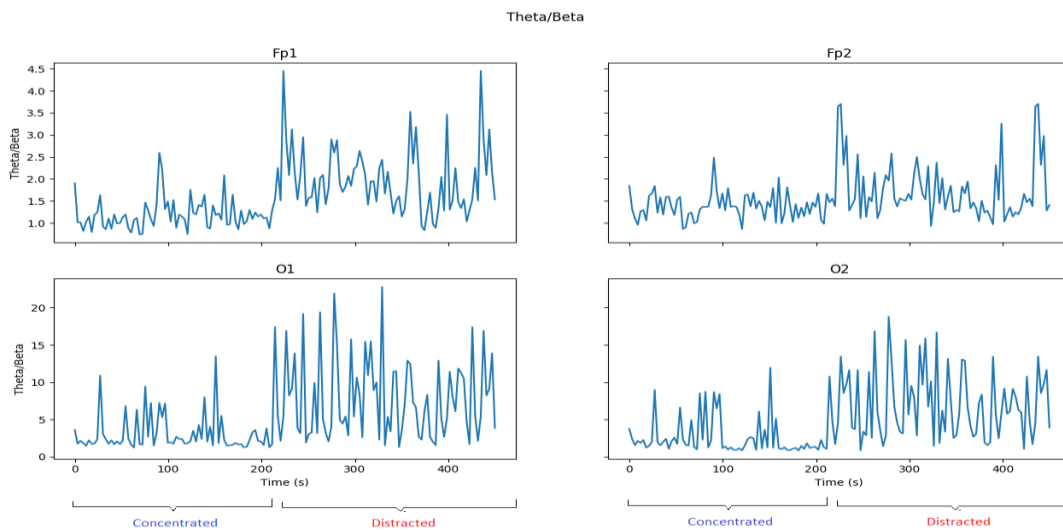 Theta/Beta
Fp1
Fp2
Theta/Beta
4.5
4.0
3.5
3.0
2.5
2.0
1.5
1.0
O1
O2
Theta/Beta
20
15
10
5
0
0 100 200 300 400
0 100 200 300 400
Time (s)
Time (s)
Concentrated Distracted
Concentrated Distracted